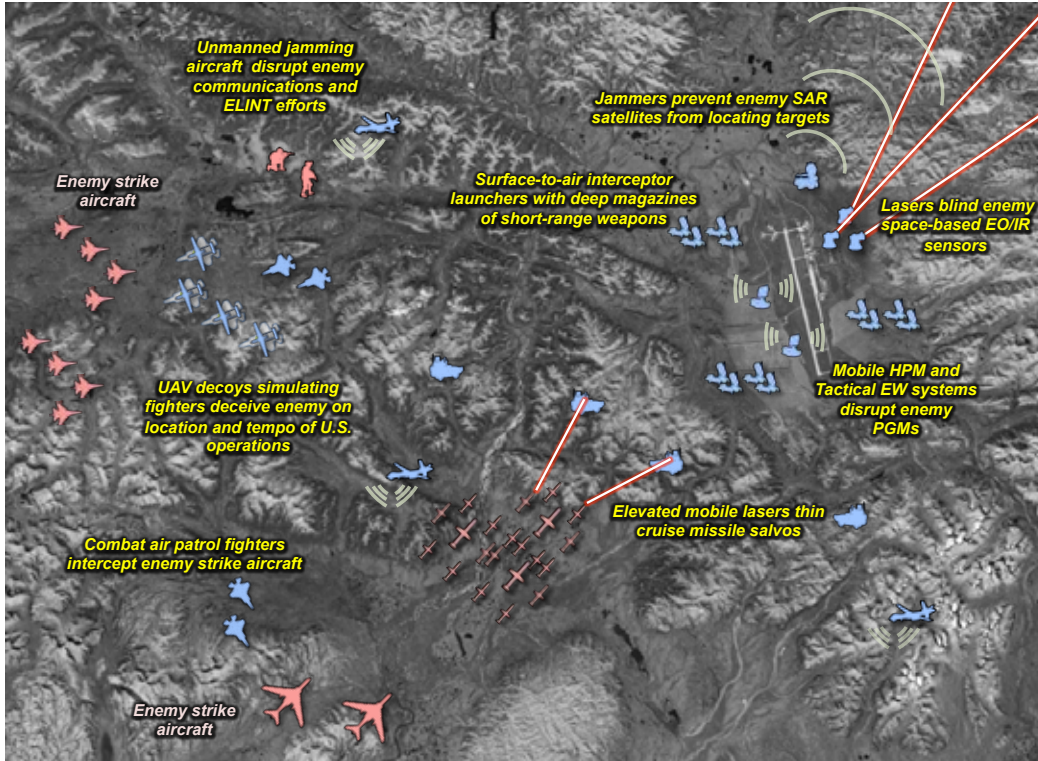 Unmanned jamming
aircraft disrupt enemy
communications and
ELINT efforts
Jammers prevent enemy SAR
satellites from locating targets
Enemy strike
aircraft
Surface-to-air interceptor
launchers with deep magazines
of short-range weapons
Lasers blind enemy
space-based EO/IR
sensors
UAV decoys simulating
fighters deceive enemy on
location and tempo of U.S.
operations
Mobile HPM and
Tactical EW systems
disrupt enemy
PGMs
Elevated mobile lasers thin
cruise missile salvos
Combat air patrol fighters
intercept enemy strike aircraft
Enemy strike
aircraft